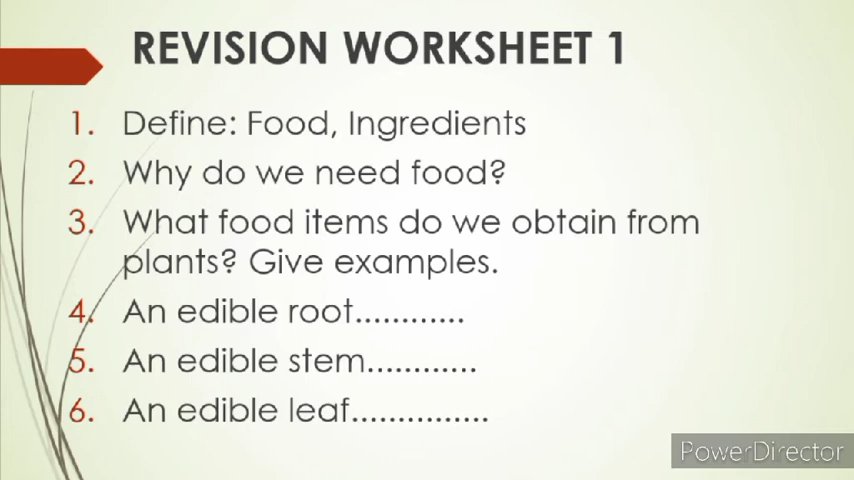 REVISION WORKSHEET 1
1. Define: Food, Ingredients
2. Why do we need food?
3. What food items do we obtain from
plants? Give examples.
4. An edible root............
5. An edible stem............
6. An edible leaf...............
PowerDirector